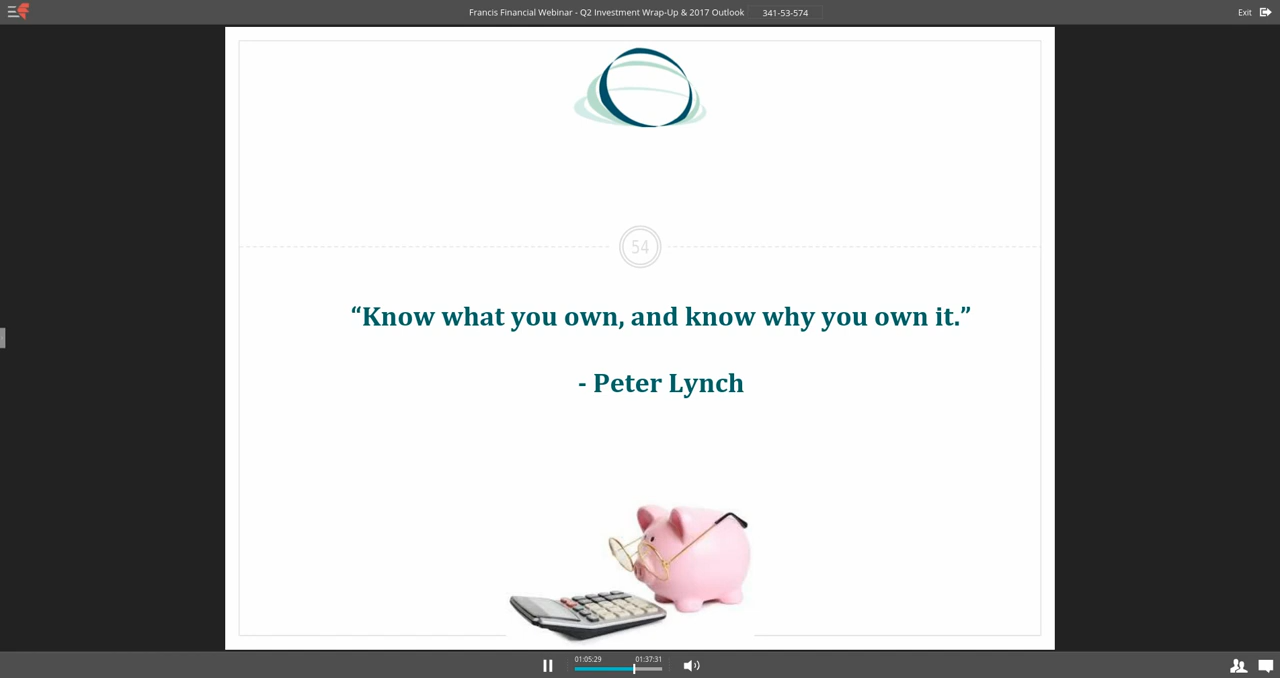 Francis Financial Webinar - Q2 Investment Wrap-Up & 2017 Outlook
341-53-574
Exit
54
“Know what you own, and know why you own it.”
- Peter Lynch
01:05:29
01:37:31